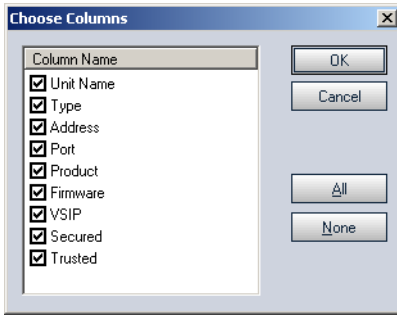 Choose Columns
Column Name
Unit Name
Type
Address
Port
Product
Firmware
VSIP
Secured
Trusted
OK
Cancel
All
None